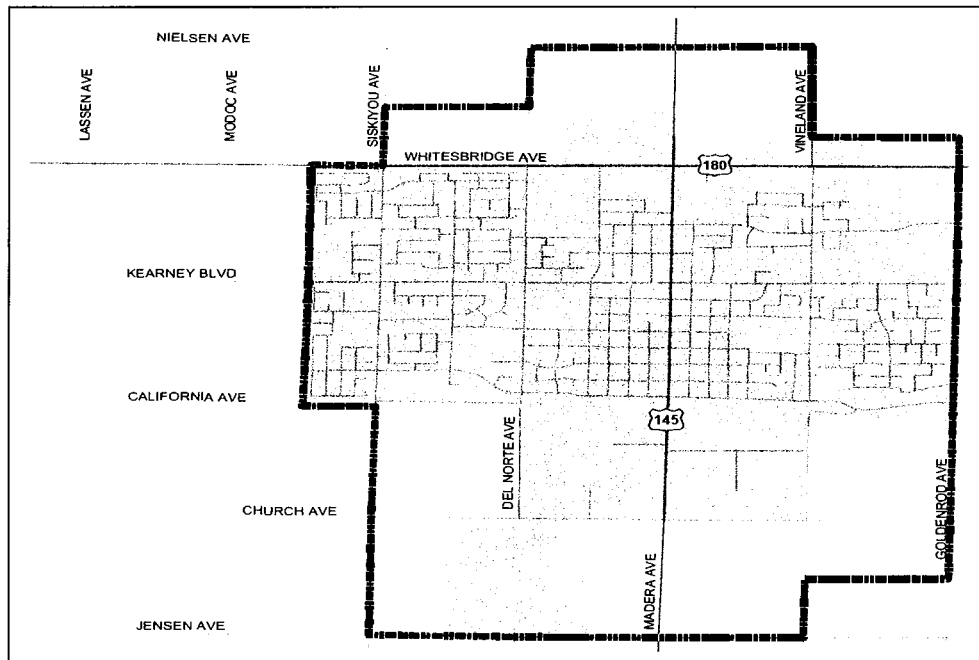 NIELSEN AVE
LASSEN AVE
MODOC AVE
SISKIYOU AVE
VINELAND AVE
WHITESBRIDGE AVE
180
KEARNEY BLVD
CALIFORNIA AVE
145
DEL NORTE AVE
GOLDENROD AVE
CHURCH AVE
MADERA AVE
JENSEN AVE